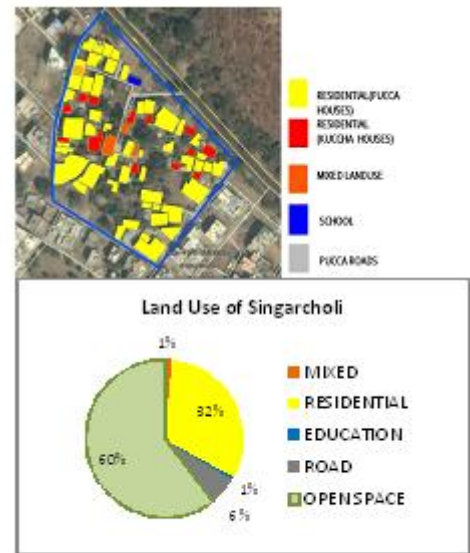 RESIDENTIAL(PUCCA
HOUSES)
RESIDENTIAL
(KUCCHA HOUSES)
MIXED LANDUSE
SCHOOL
PUCCA ROADS
Land Use of Singarcholi
1%
32%
60%
1%
6%
MIXED
RESIDENTIAL
EDUCATION
ROAD
OPEN SPACE